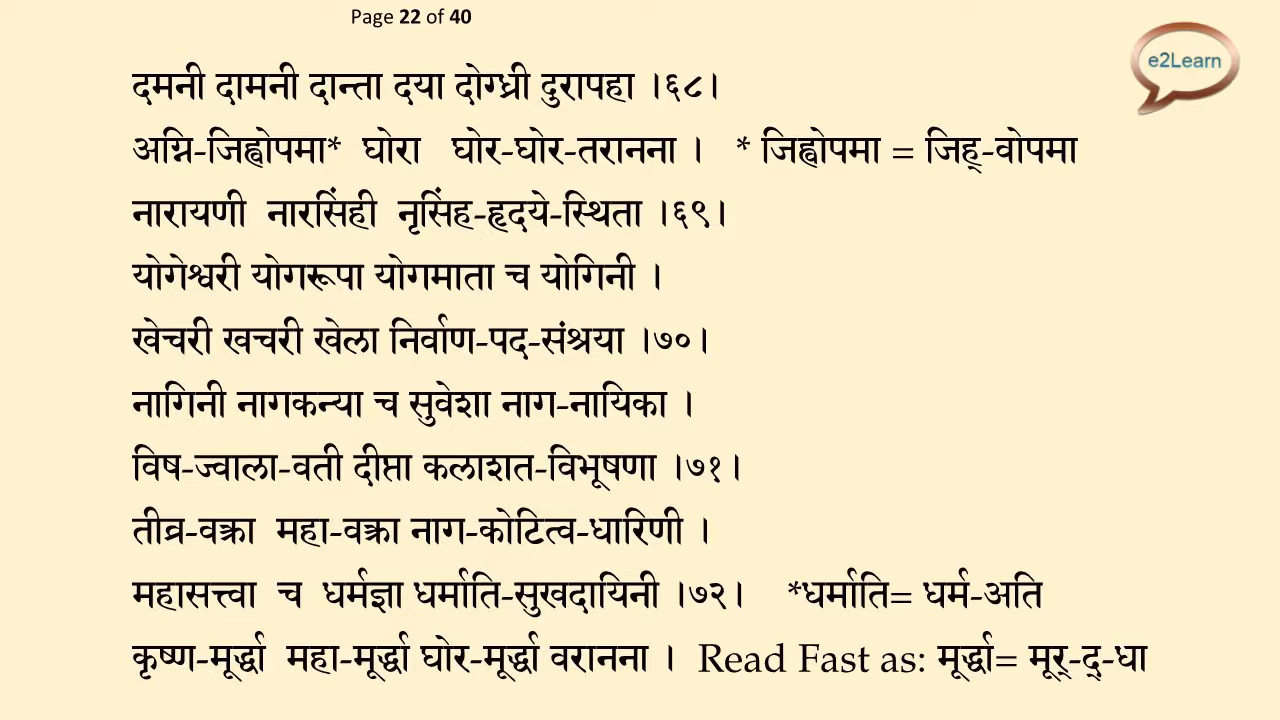 Page 22 of 40
e2Learn
दमनी दामनी दान्ता दया दोग्ध्री दुरापहा ।६८।
अग्नि-जिह्वोपमा* घोरा घोर-घोर-तरानना । * जिह्वोपमा = जिह्-वोपमा
नारायणी नारसिंही नृसिंह-हृदये-स्थिता ।६९।
योगेश्वरी योगरूपा योगमाता च योगिनी ।
खेचरी खचरी खेला निर्वाण-पद-संश्रया ।७०।
नागिनी नागकन्या च सुवेशा नाग-नायिका ।
विष-ज्वाला-वती दीप्ता कलाशत-विभूषणा ।७१।
तीव्र-वक्त्रा महा-वक्त्रा नाग-कोटित्व-धारिणी ।
महासत्त्वा च धर्मज्ञा धर्माति-सुखदायिनी ।७२। *धर्माति= धर्म-अति
कृष्ण-मूर्द्धा महा-मूर्द्धा घोर-मूर्द्धा वरानना । Read Fast as: मूर्द्धा= मूर्-द्-धा